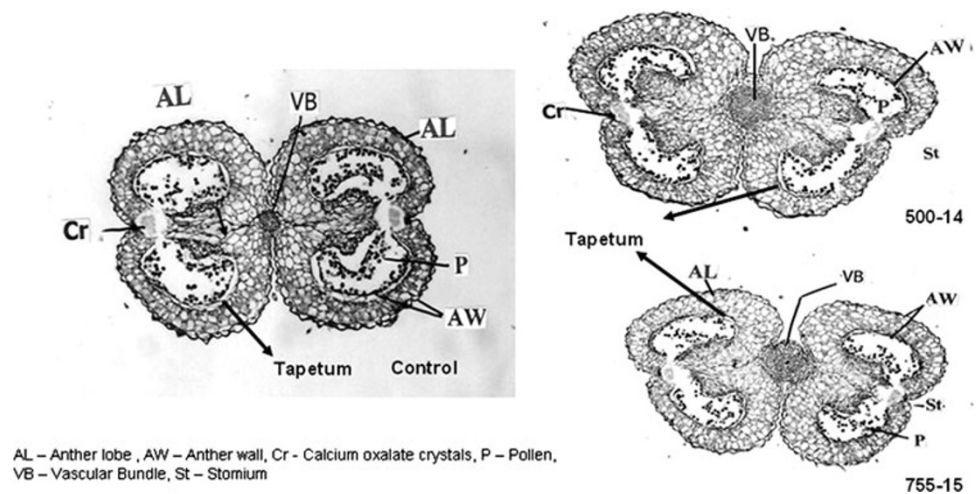 AL
VB
AL
Cr
P
AW
Tapetum
Control
VB
AW
Cr
P
St
500-14
Tapetum
AL
VB
AW
St
P
755-15
AL – Anther lobe , AW – Anther wall, Cr - Calcium oxalate crystals, P – Pollen,
VB – Vascular Bundle, St – Stomium